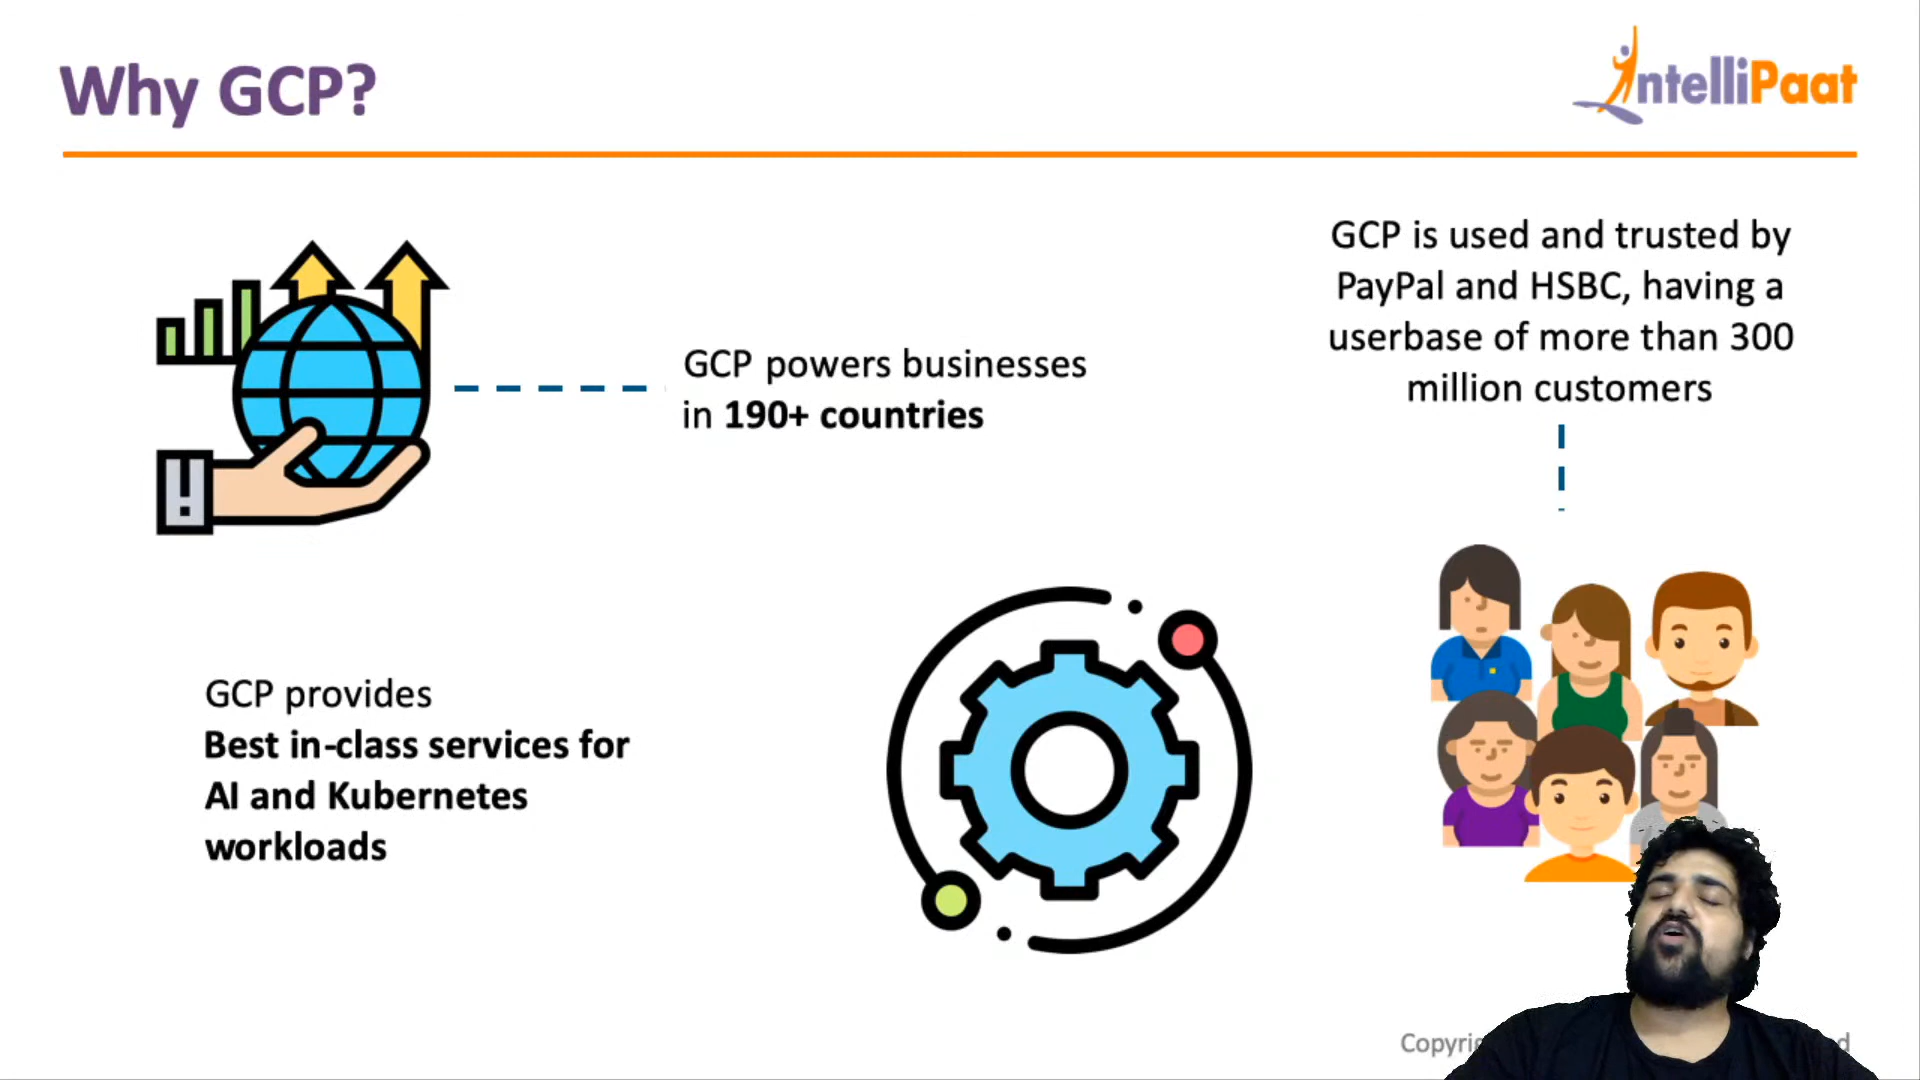 Why GCP?
IntelliPaat
GCP is used and trusted by
PayPal and HSBC, having a
userbase of more than 300
million customers
GCP powers businesses
in 190+ countries
GCP provides
Best in-class services for
AI and Kubernetes
workloads